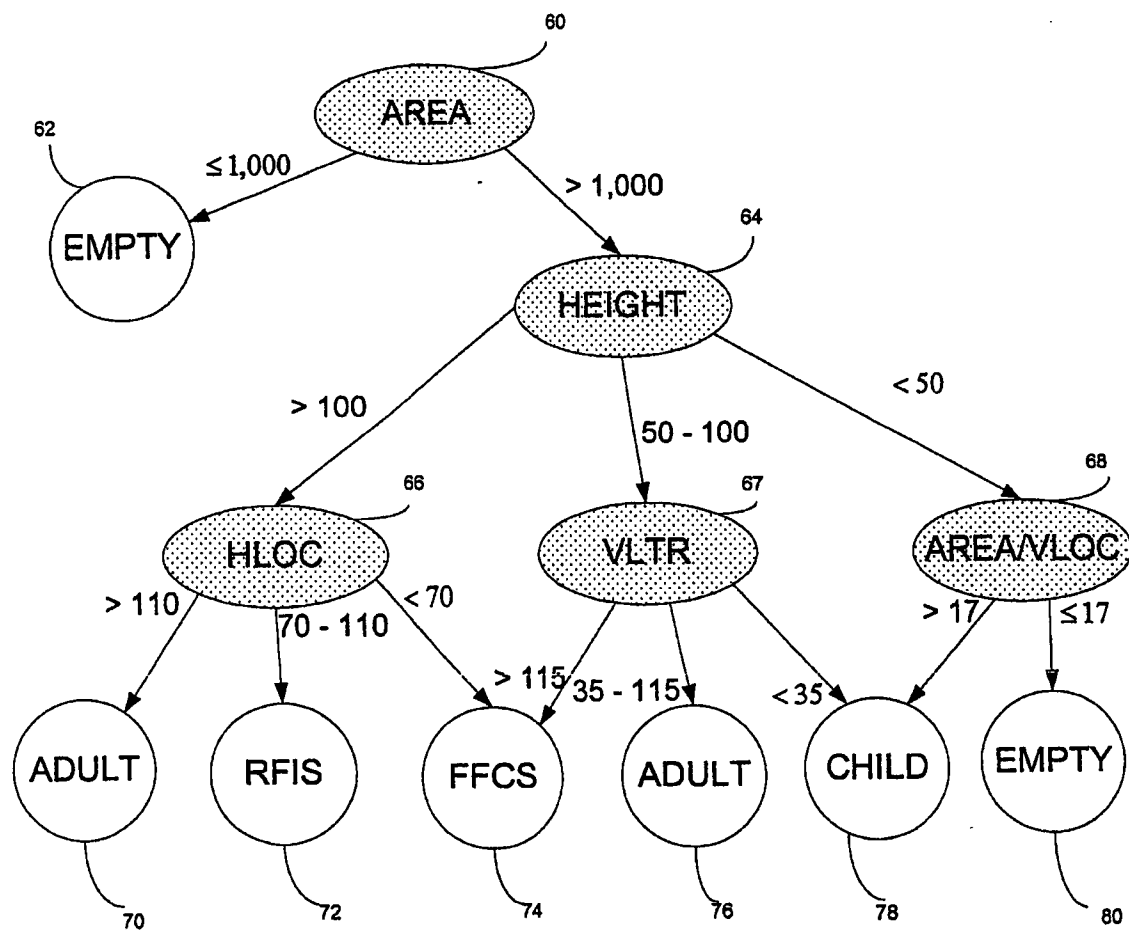 60
AREA
62
≤1,000
> 1,000
EMPTY
64
HEIGHT
> 100
50 - 100
< 50
66
67
68
HLOC
VLTR
AREA/VLOC
> 110
70 - 110
< 70
> 115
35 - 115
< 35
> 17
≤17
ADULT
RFIS
FFCS
ADULT
CHILD
EMPTY
70
72
74
76
78
80